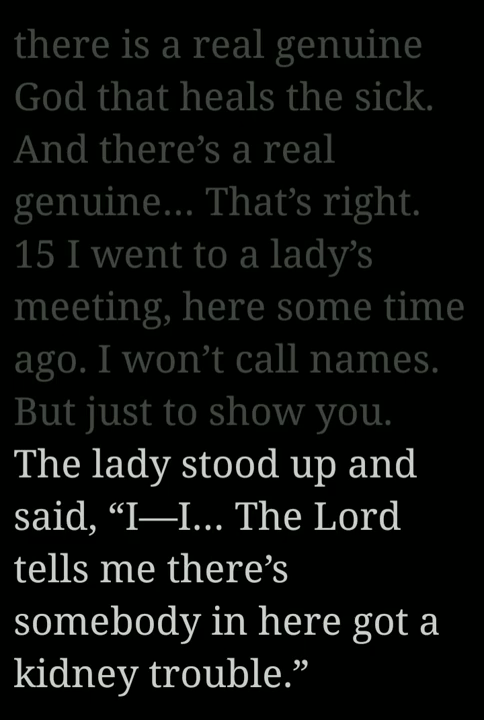 there is a real genuine
God that heals the sick.
And there’s a real
genuine... That’s right.
15 I went to a lady’s
meeting, here some time
ago. I won’t call names.
But just to show you.
The lady stood up and
said, “I—I... The Lord
tells me there’s
somebody in here got a
kidney trouble.”